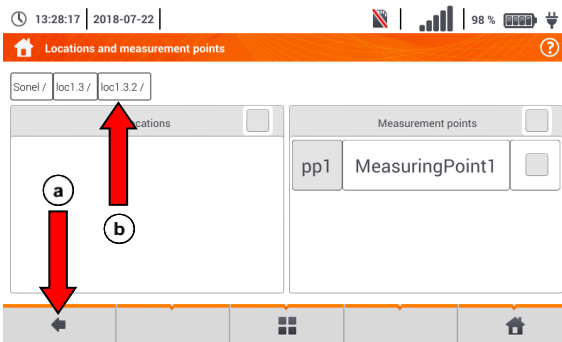 13:28:17 2018-07-22 98 %
Locations and measurement points ?
Sonel / loc1.3 / loc1.3.2 /
cations Measurement points
pp1 MeasuringPoint1
a
b